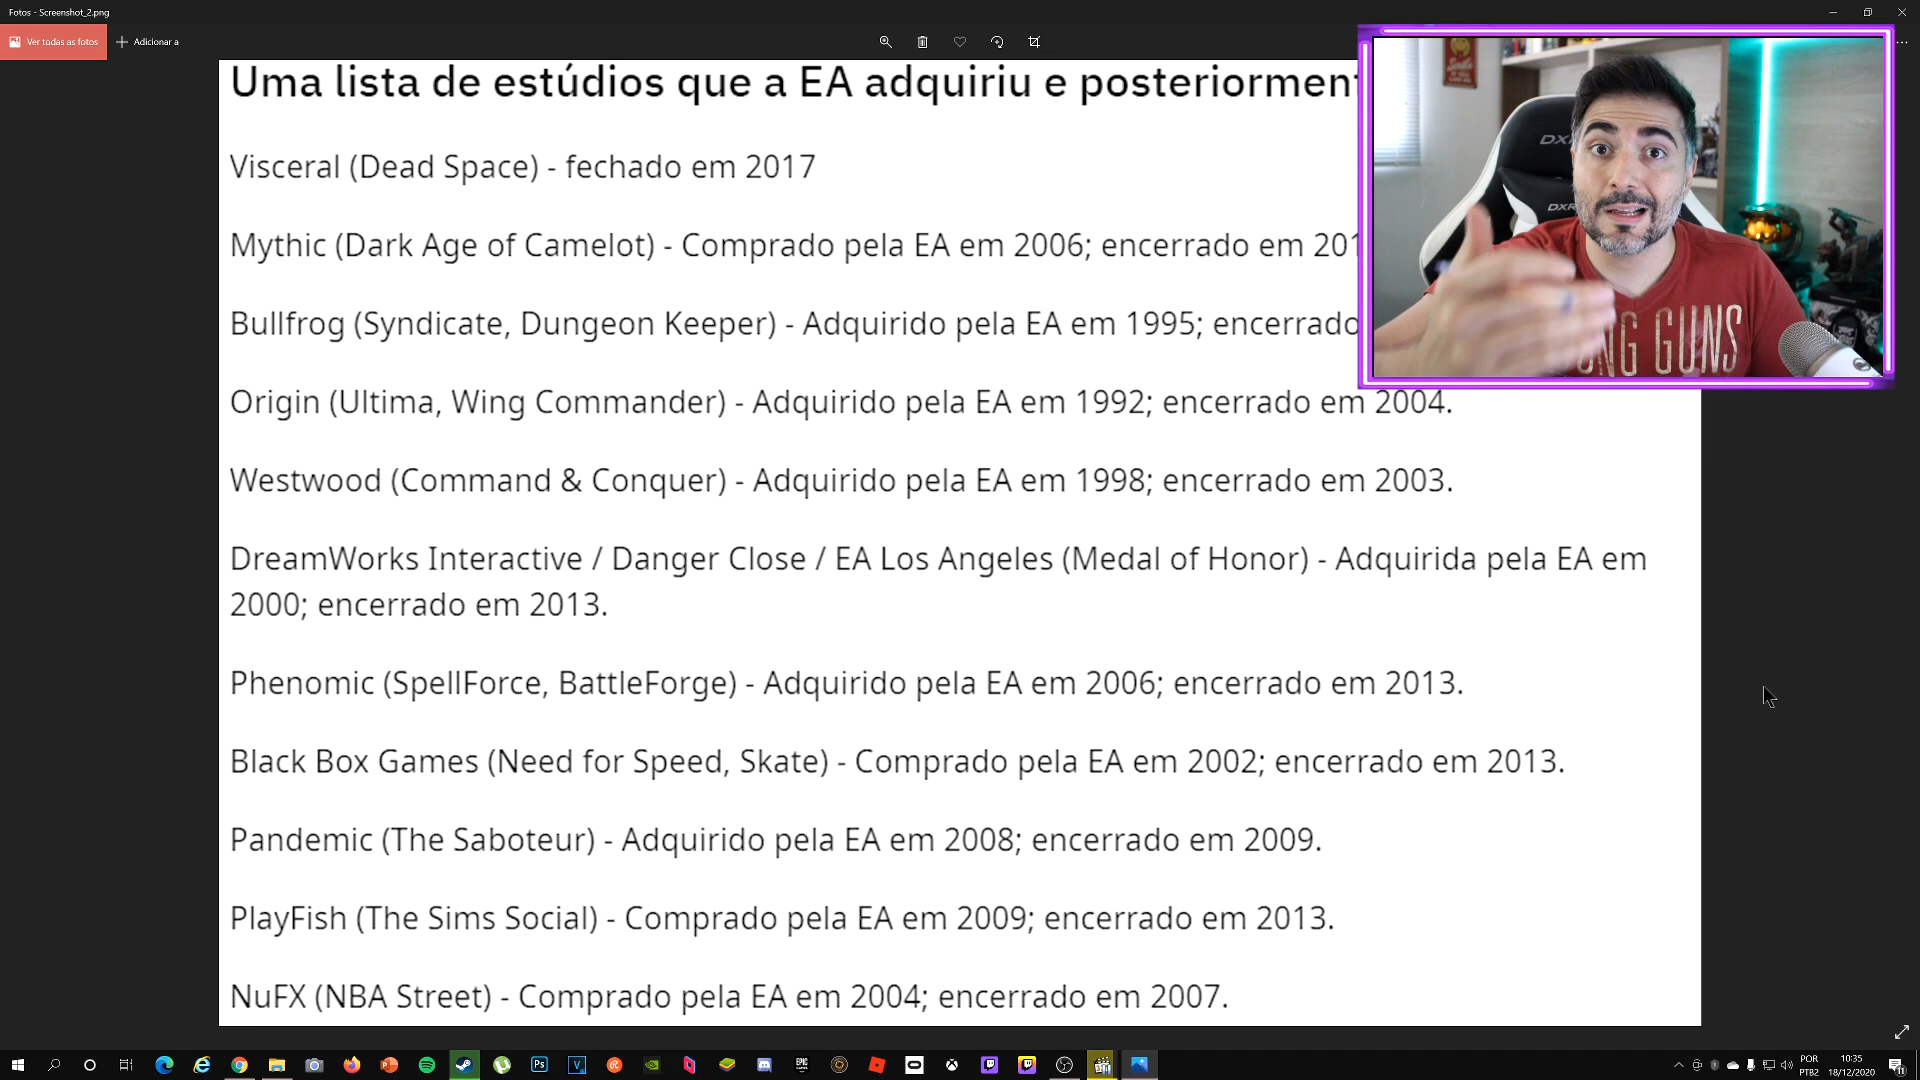 Fotos - Screenshot_2.png
Ver todas as fotos
Adicionar a
Uma lista de estúdios que a EA adquiriu e
Visceral (Dead Space) - fechado em 2017
Mythic (Dark Age of Camelot) - Comprado pela EA em 2006; encerrado em
Bullfrog (Syndicate, Dungeon Keeper) - Adquirido pela EA em 1995; encerrado
Origin (Ultima, Wing Commander) - Adquirido pela EA em 1992; encerrado em 2004.
Westwood (Command & Conquer) - Adquirido pela EA em 1998; encerrado em 2003.
DreamWorks Interactive / Danger Close / EA Los Angeles (Medal of Honor) - Adquirida pela EA em
2000; encerrado em 2013.
Phenomic (SpellForce, BattleForge) - Adquirido pela EA em 2006; encerrado em 2013.
Black Box Games (Need for Speed, Skate) - Comprado pela EA em 2002; encerrado em 2013.
Pandemic (The Saboteur) - Adquirido pela EA em 2008; encerrado em 2009.
PlayFish (The Sims Social) - Comprado pela EA em 2009; encerrado em 2013.
NuFX (NBA Street) - Comprado pela EA em 2004; encerrado em 2007.
GUNS
POR
PTB2
10:35
18/12/2020